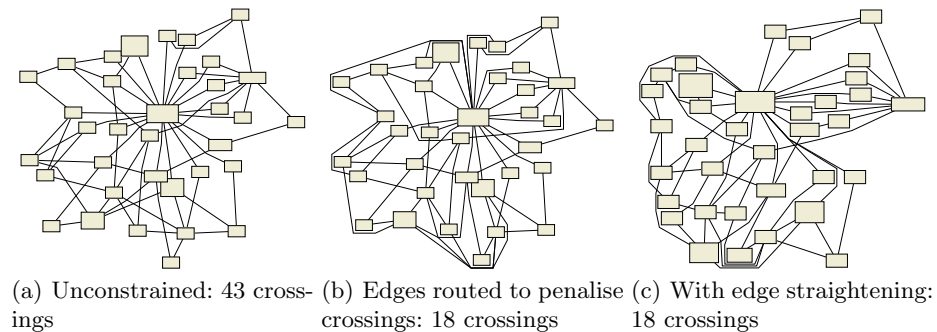 (a) Unconstrained: 43 cross-
ings
(b) Edges routed to penalise
crossings: 18 crossings
(c) With edge straightening:
18 crossings